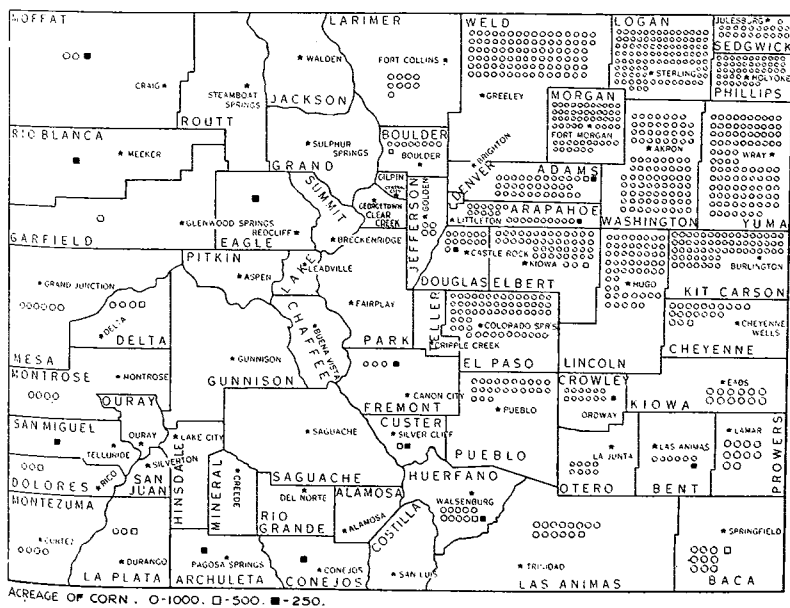 MOFFAT
LARIMER
WELD
LOGAN
JULESBURG
SEDGWICK
WALDEN
FORT COLLINS
STERLING
HOLYOKE
PHILLIPS
CRAIG
STEAMBOAT
SPRINGS
JACKSON
GREELEY
MORGAN
FORT MORGAN
ROUTT
RIO BLANCA
MEEKER
SULPHUR
SPRINGS
GRAND
BOULDER
BOULDER
BRIGHTON
AKRON
WRAY
ADAMS
GILPIN
CENTRAL
CITY
GOLDEN
DENVER
SUMMIT
GEORGETOWN
CLEAR
CREEK
JEFFERSON
LITTLETON
ARAPAHOE
WASHINGTON
YUMA
GLENWOOD SPRINGS
REDCLIFF
GARFIELD
EAGLE
BRECKENRIDGE
PITKIN
ASPEN
LAKE
LEADVILLE
CASTLE ROCK
KIOWA
HUGO
BURLINGTON
KIT CARSON
DOUGLAS
ELBERT
GRAND JUNCTION
DELTA
DELTA
MESA
FAIRPLAY
BUENA VISTA
CHAFFEE
PARK
TELLER
COLORADO SPR'S
CRIPPLE CREEK
EL PASO
LINCOLN
CHEYENNE
WELLS
CHEYENNE
MONTROSE
MONTROSE
GUNNISON
GUNNISON
OURAY
OURAY
CANON CITY
FREMONT
PUEBLO
PUEBLO
CROWLEY
ORDWAY
EADS
KIOWA
SAN MIGUEL
TELLURIDE
LAKE CITY
SAGUACHE
SAGUACHE
CUSTER
SILVER CLIFF
LA JUNTA
OTERO
LAS ANIMAS
BENT
LAMAR
PROWERS
DOLORES
RICO
SILVERTON
SAN
JUAN
HINSDALE
MINERAL
CREEDE
DEL NORTE
RIO
GRANDE
ALAMOSA
ALAMOSA
HUERFANO
WALSENBURG
COSTILLA
MONTEZUMA
CORTEZ
DURANGO
LA PLATA
PAGOSA SPRINGS
ARCHULETA
CONEJOS
CONEJOS
SAN LUIS
TRINIDAD
LAS ANIMAS
SPRINGFIELD
BACA
ACREAGE OF CORN. O-1000. □-500. ■-250.